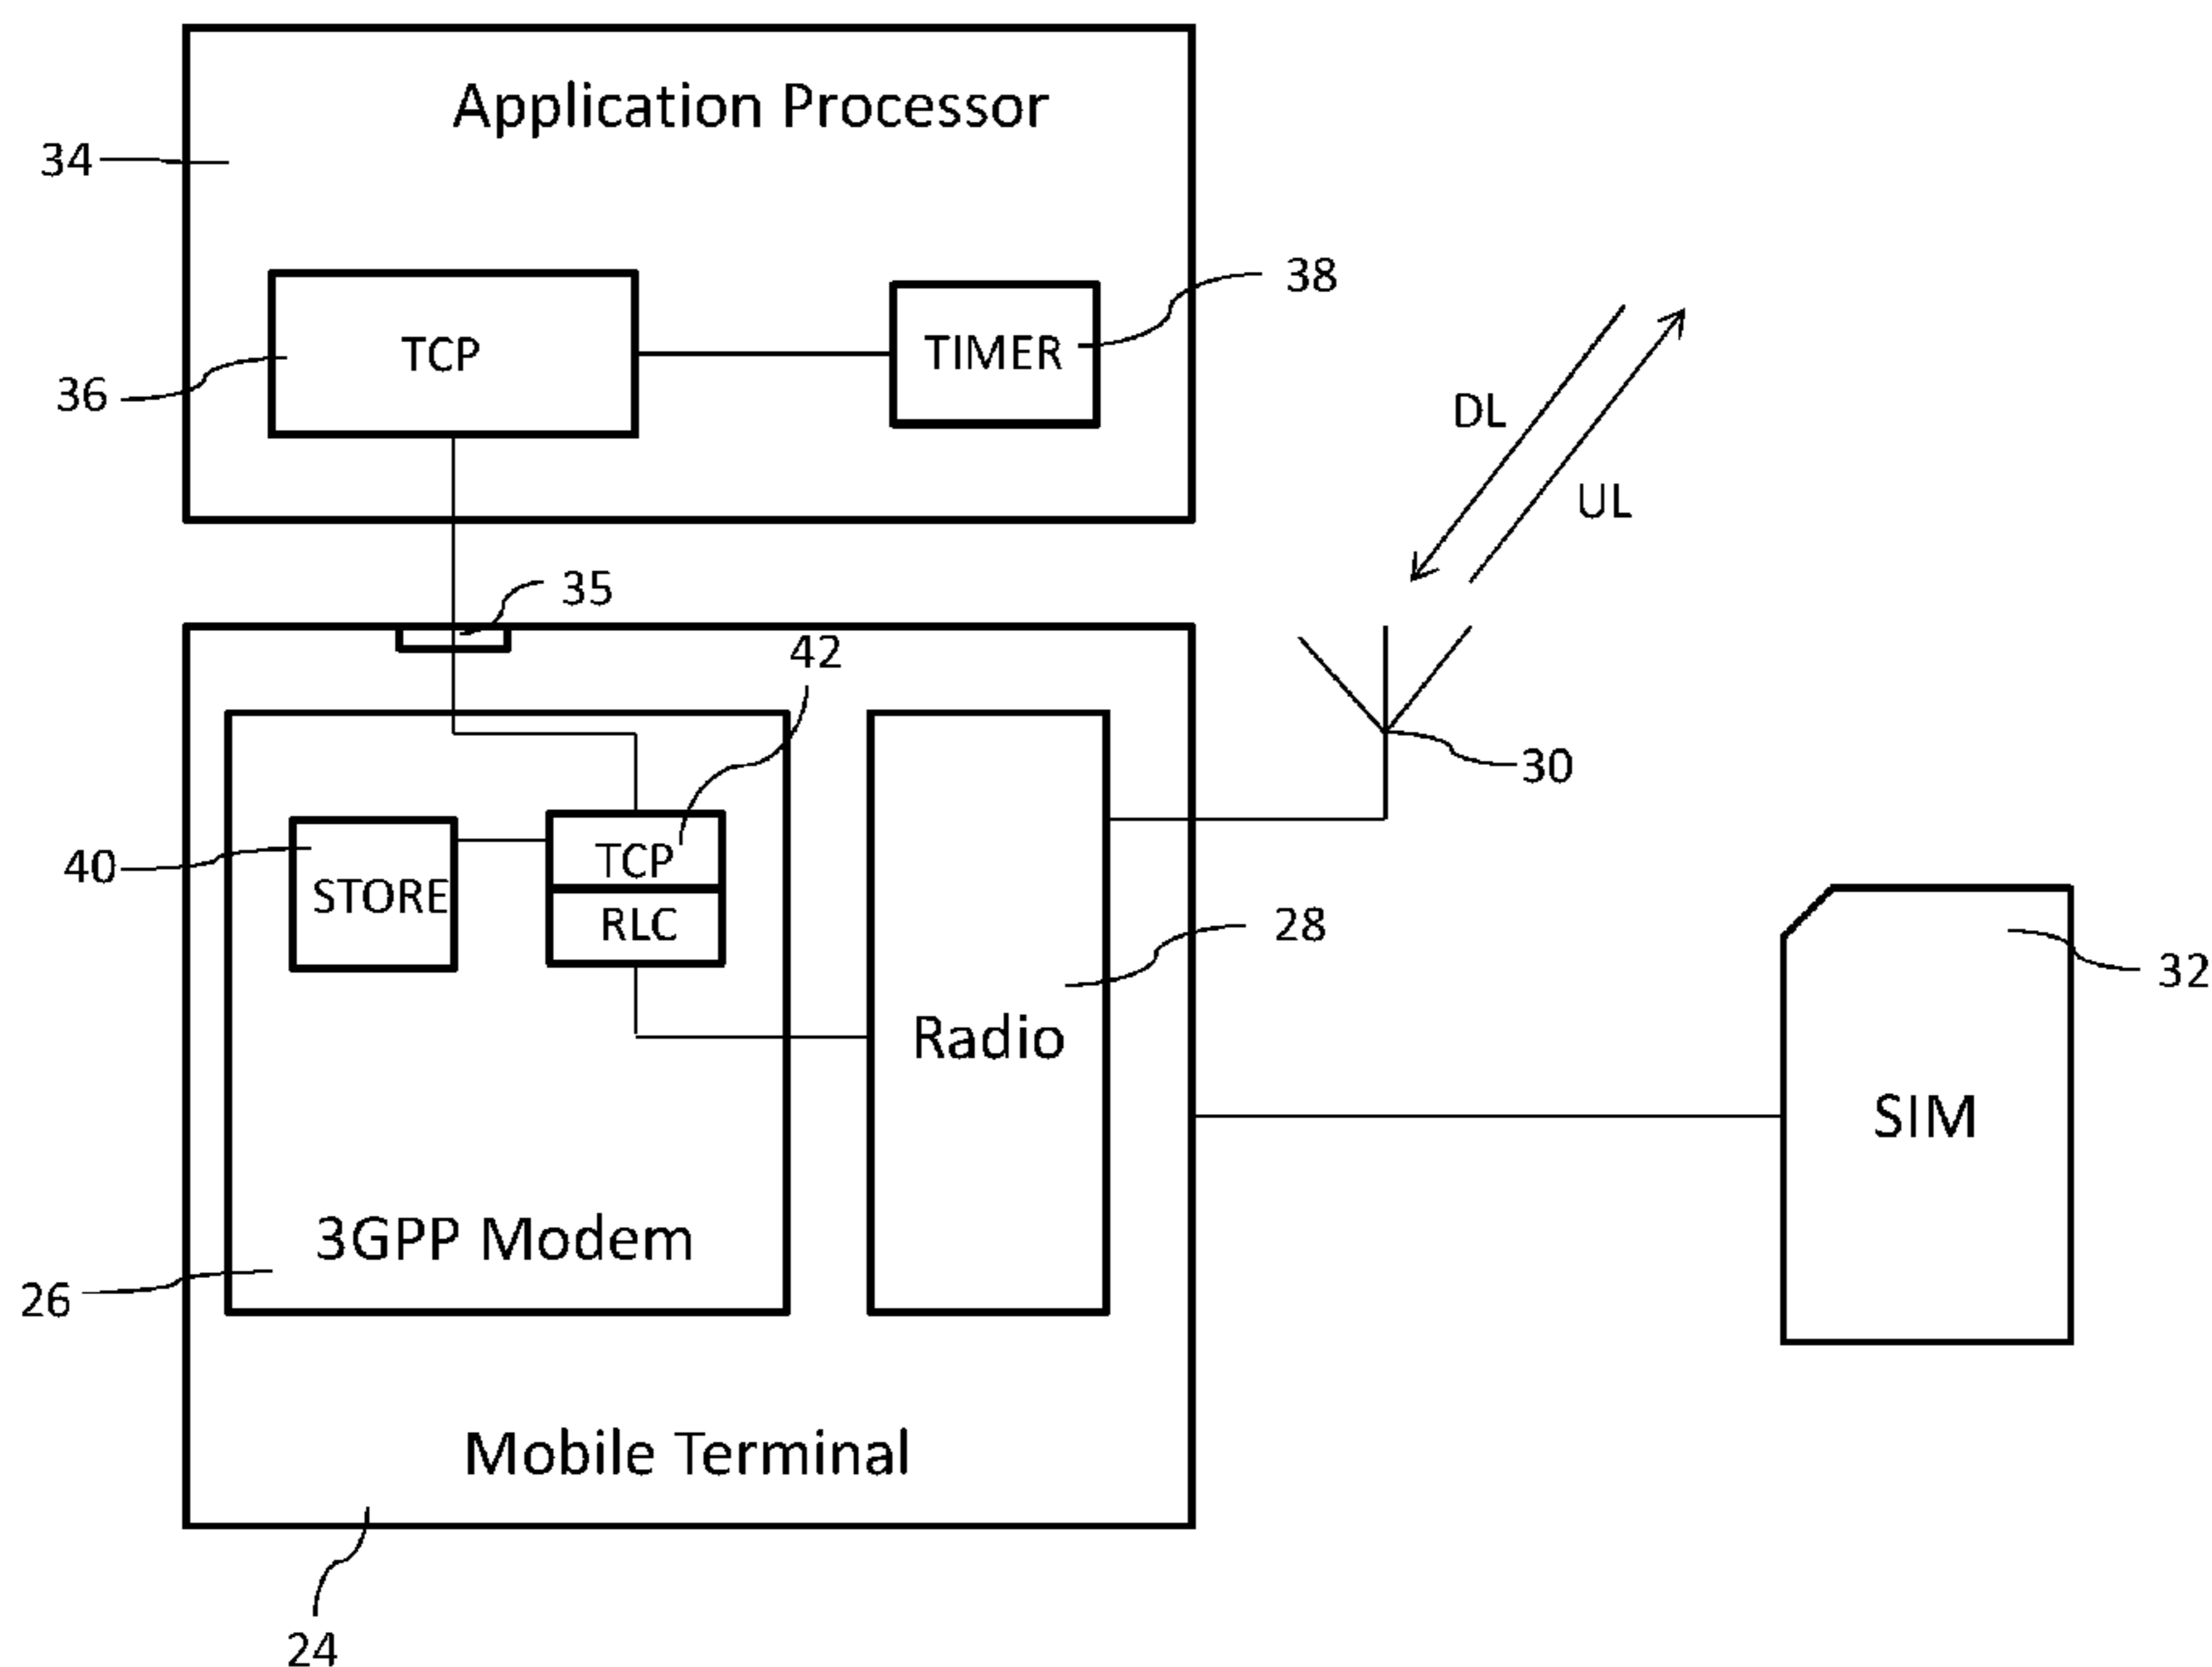 Application Processor
34
38
TCP
TIMER
36
DL
UL
35
42
30
40
TCP
STORE
RLC
28
32
Radio
SIM
3GPP Modem
26
Mobile Terminal
24